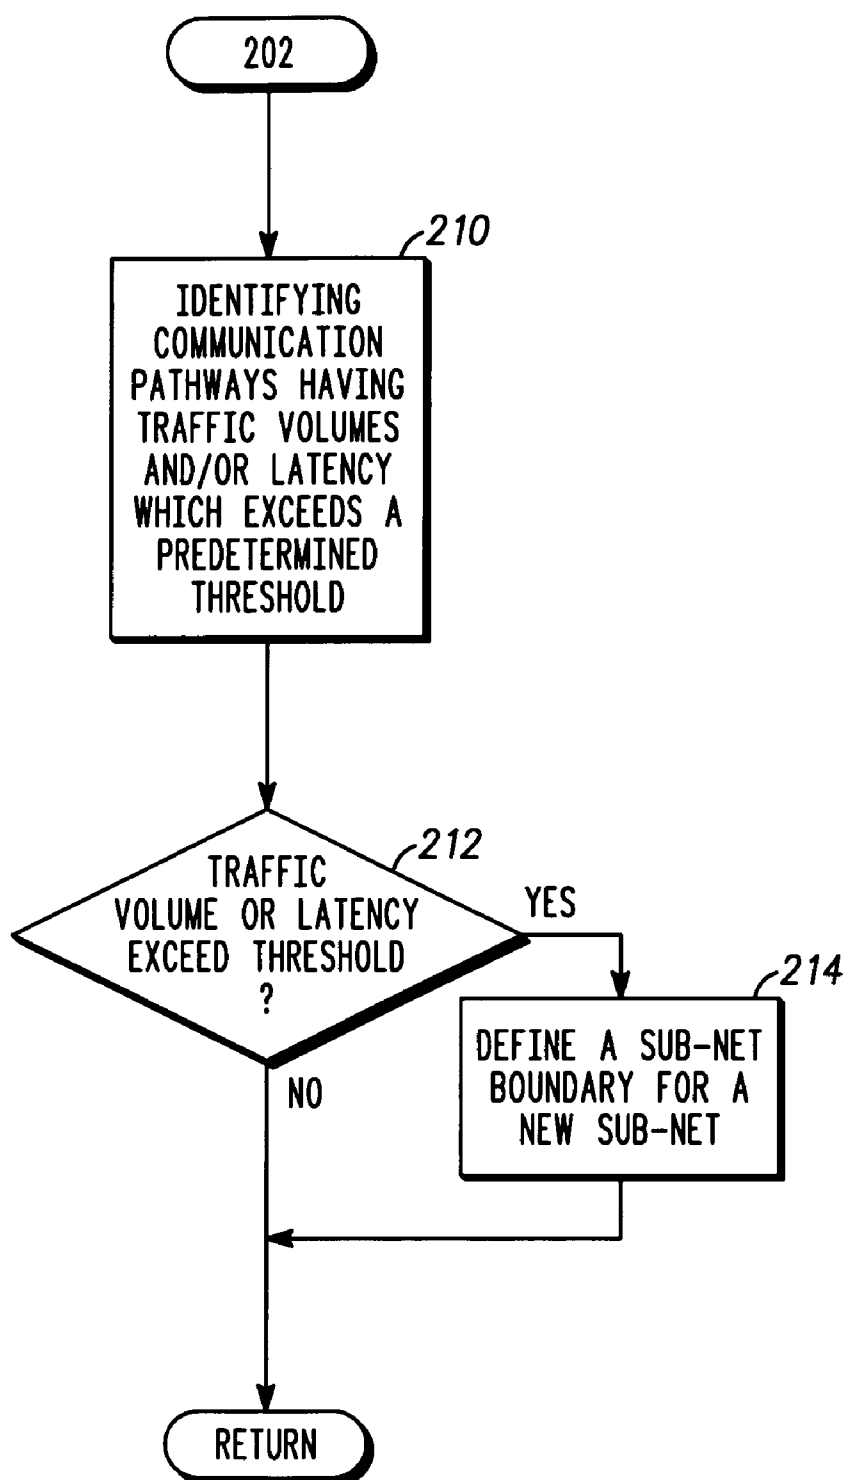 202
210
IDENTIFYING
COMMUNICATION
PATHWAYS HAVING
TRAFFIC VOLUMES
AND/OR LATENCY
WHICH EXCEEDS A
PREDETERMINED
THRESHOLD
212
TRAFFIC
VOLUME OR LATENCY
EXCEED THRESHOLD
?
YES
NO
214
DEFINE A SUB-NET
BOUNDARY FOR A
NEW SUB-NET
RETURN